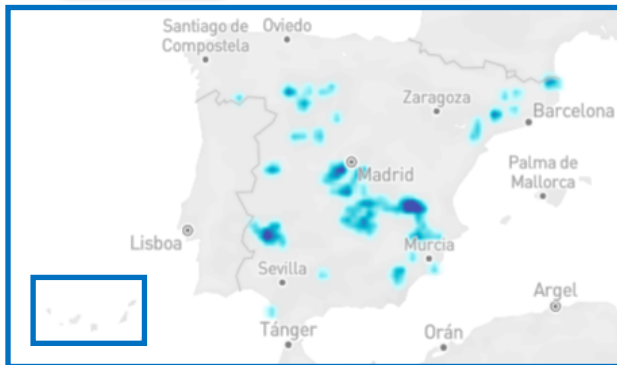 Santiago de
Compostela
Oviedo
Zaragoza
Barcelona
Madrid
Palma de
Mallorca
Lisboa
Murcia
Sevilla
Argel
Tánger
Orán